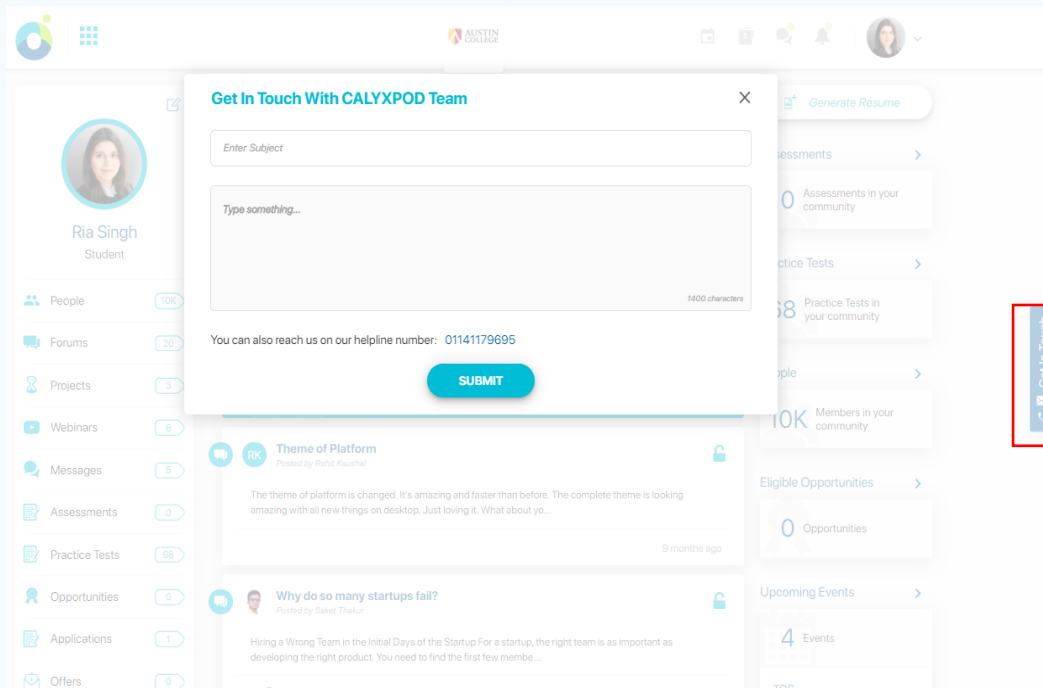 AUSTIN
COLLEGE
Get In Touch With CALYXPOD Team
Enter Subject
Type something...
1400 characters
You can also reach us on our helpline number: 01141179695
SUBMIT
Ria Singh
Student
People 10K
Forums 20
Projects 3
Webinars 6
Messages 5
Assessments 0
Practice Tests 68
Opportunities 0
Applications 1
Offers 0
RK
Theme of Platform
Posted by Rohit Kaushal
The theme of platform is changed. It's amazing and faster than before. The complete theme is looking
amazing with all new things on desktop. Just loving it. What about yo...
9 months ago
Why do so many startups fail?
Posted by Saket Thakur
Hiring a Wrong Team in the Initial Days of the Startup For a startup, the right team is as important as
developing the right product. You need to find the first few membe...
Generate Resume
essments
0 Assessments in your
community
ctice Tests
68 Practice Tests in
your community
ople
10K Members in your
community
Eligible Opportunities
0 Opportunities
Upcoming Events
4 Events
Get In Touch